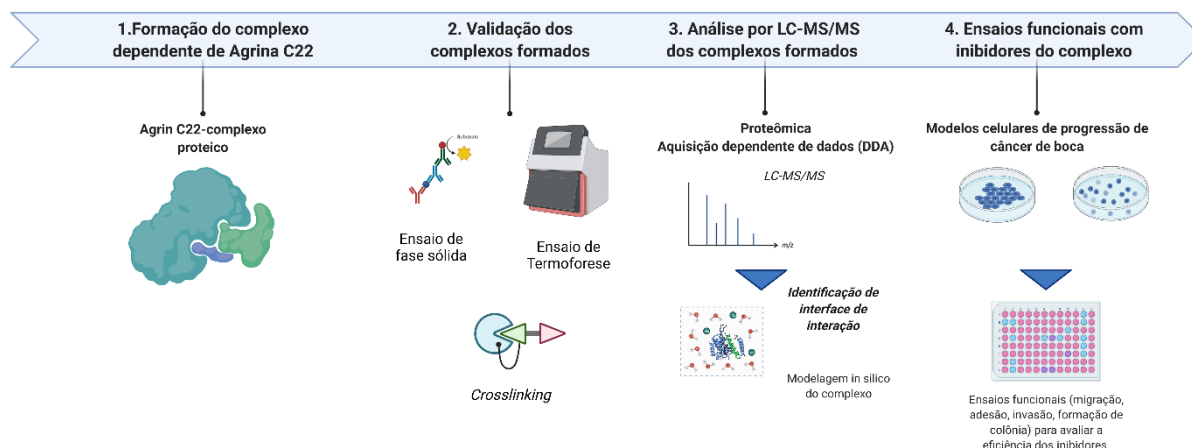 1.Formação do complexo
dependente de Agrina C22
2. Validação dos
complexos formados
3. Análise por LC-MS/MS
dos complexos formados
4. Ensaios funcionais com
inibidores do complexo
Agrin C22-complexo
proteico
Substrate
Ensaio de
fase sólida
Ensaio de
Termoforese
Crosslinking
Proteômica
Aquisição dependente de dados (DDA)
LC-MS/MS
m/z
Identificação de
interface de
interação
Modelagem in silico
do complexo
Modelos celulares de progressão de
câncer de boca
Ensaios funcionais (migração,
adesão, invasão, formação de
colônia) para avaliar a
eficiência dos inibidores